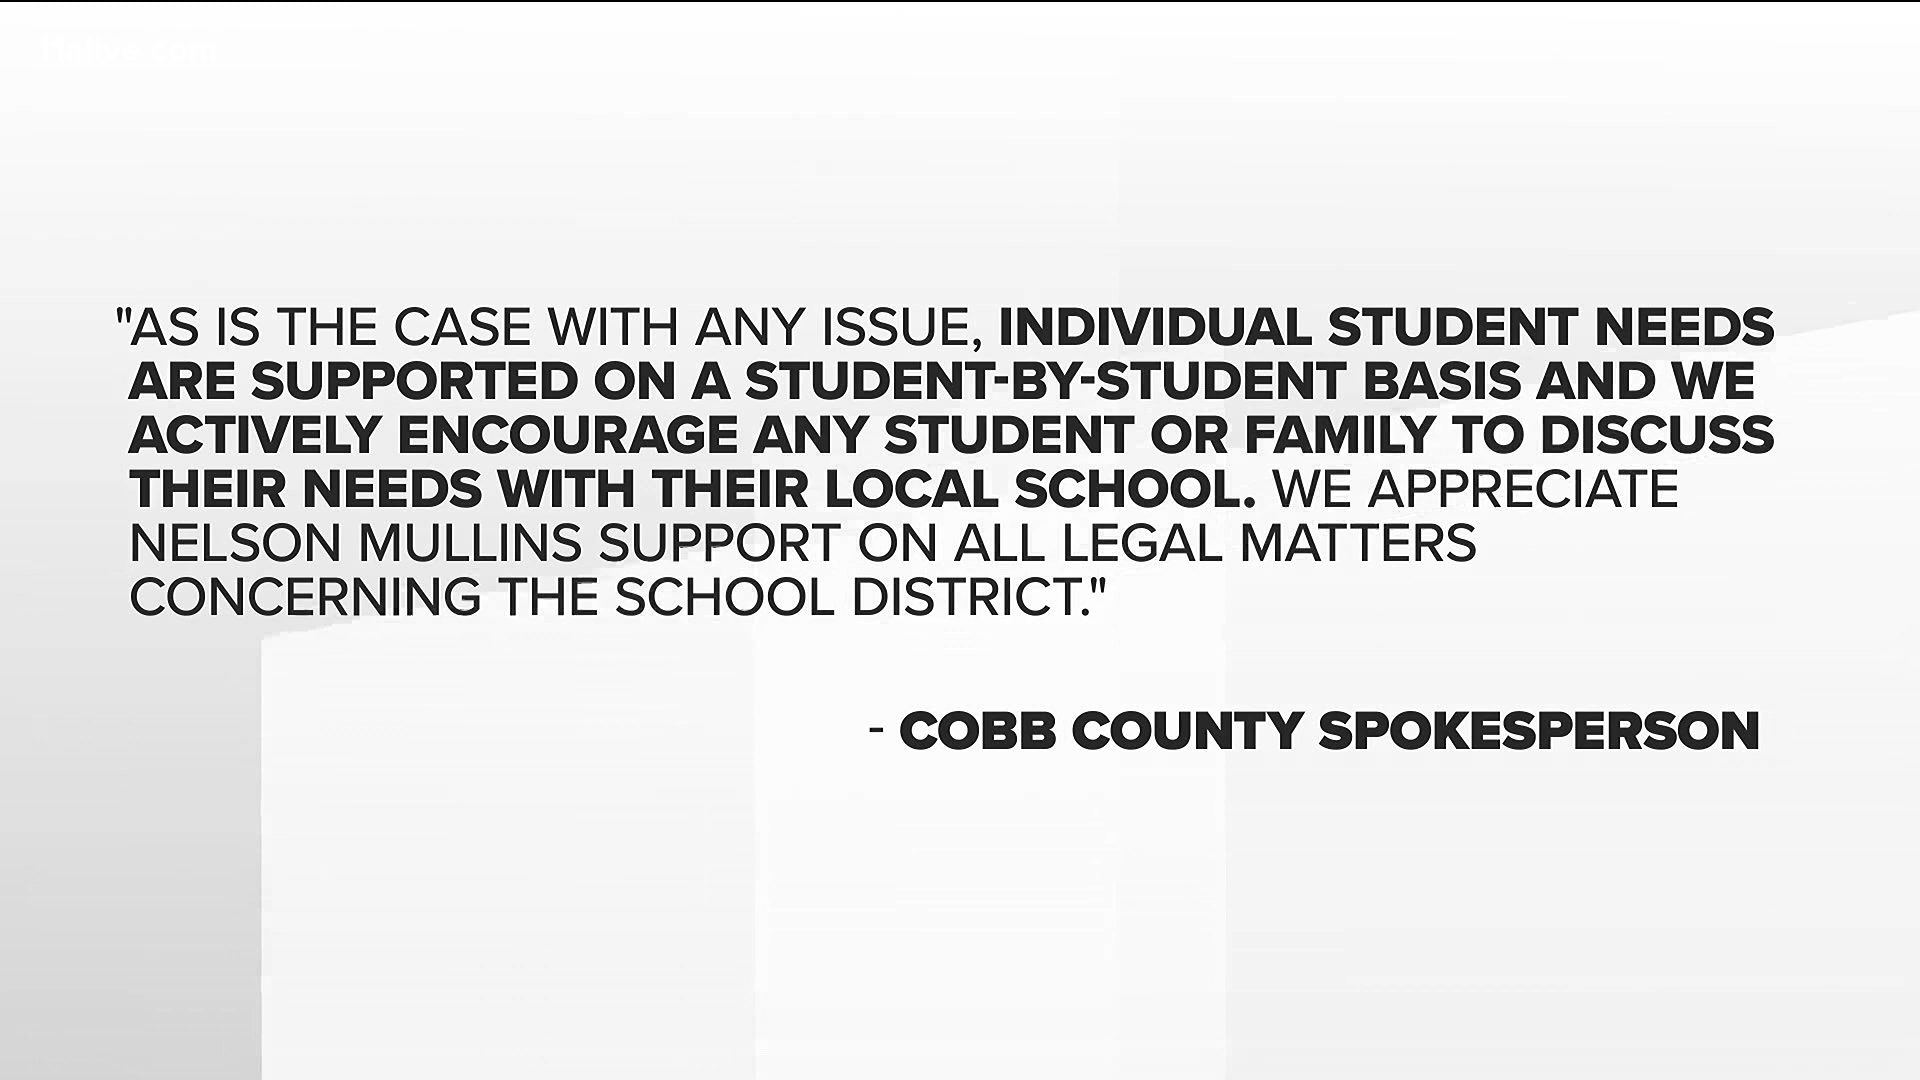 11alive.com
"AS IS THE CASE WITH ANY ISSUE, INDIVIDUAL STUDENT NEEDS
ARE SUPPORTED ON A STUDENT-BY-STUDENT BASIS AND WE
ACTIVELY ENCOURAGE ANY STUDENT OR FAMILY TO DISCUSS
THEIR NEEDS WITH THEIR LOCAL SCHOOL. WE APPRECIATE
NELSON MULLINS SUPPORT ON ALL LEGAL MATTERS
CONCERNING THE SCHOOL DISTRICT."
- COBB COUNTY SPOKESPERSON